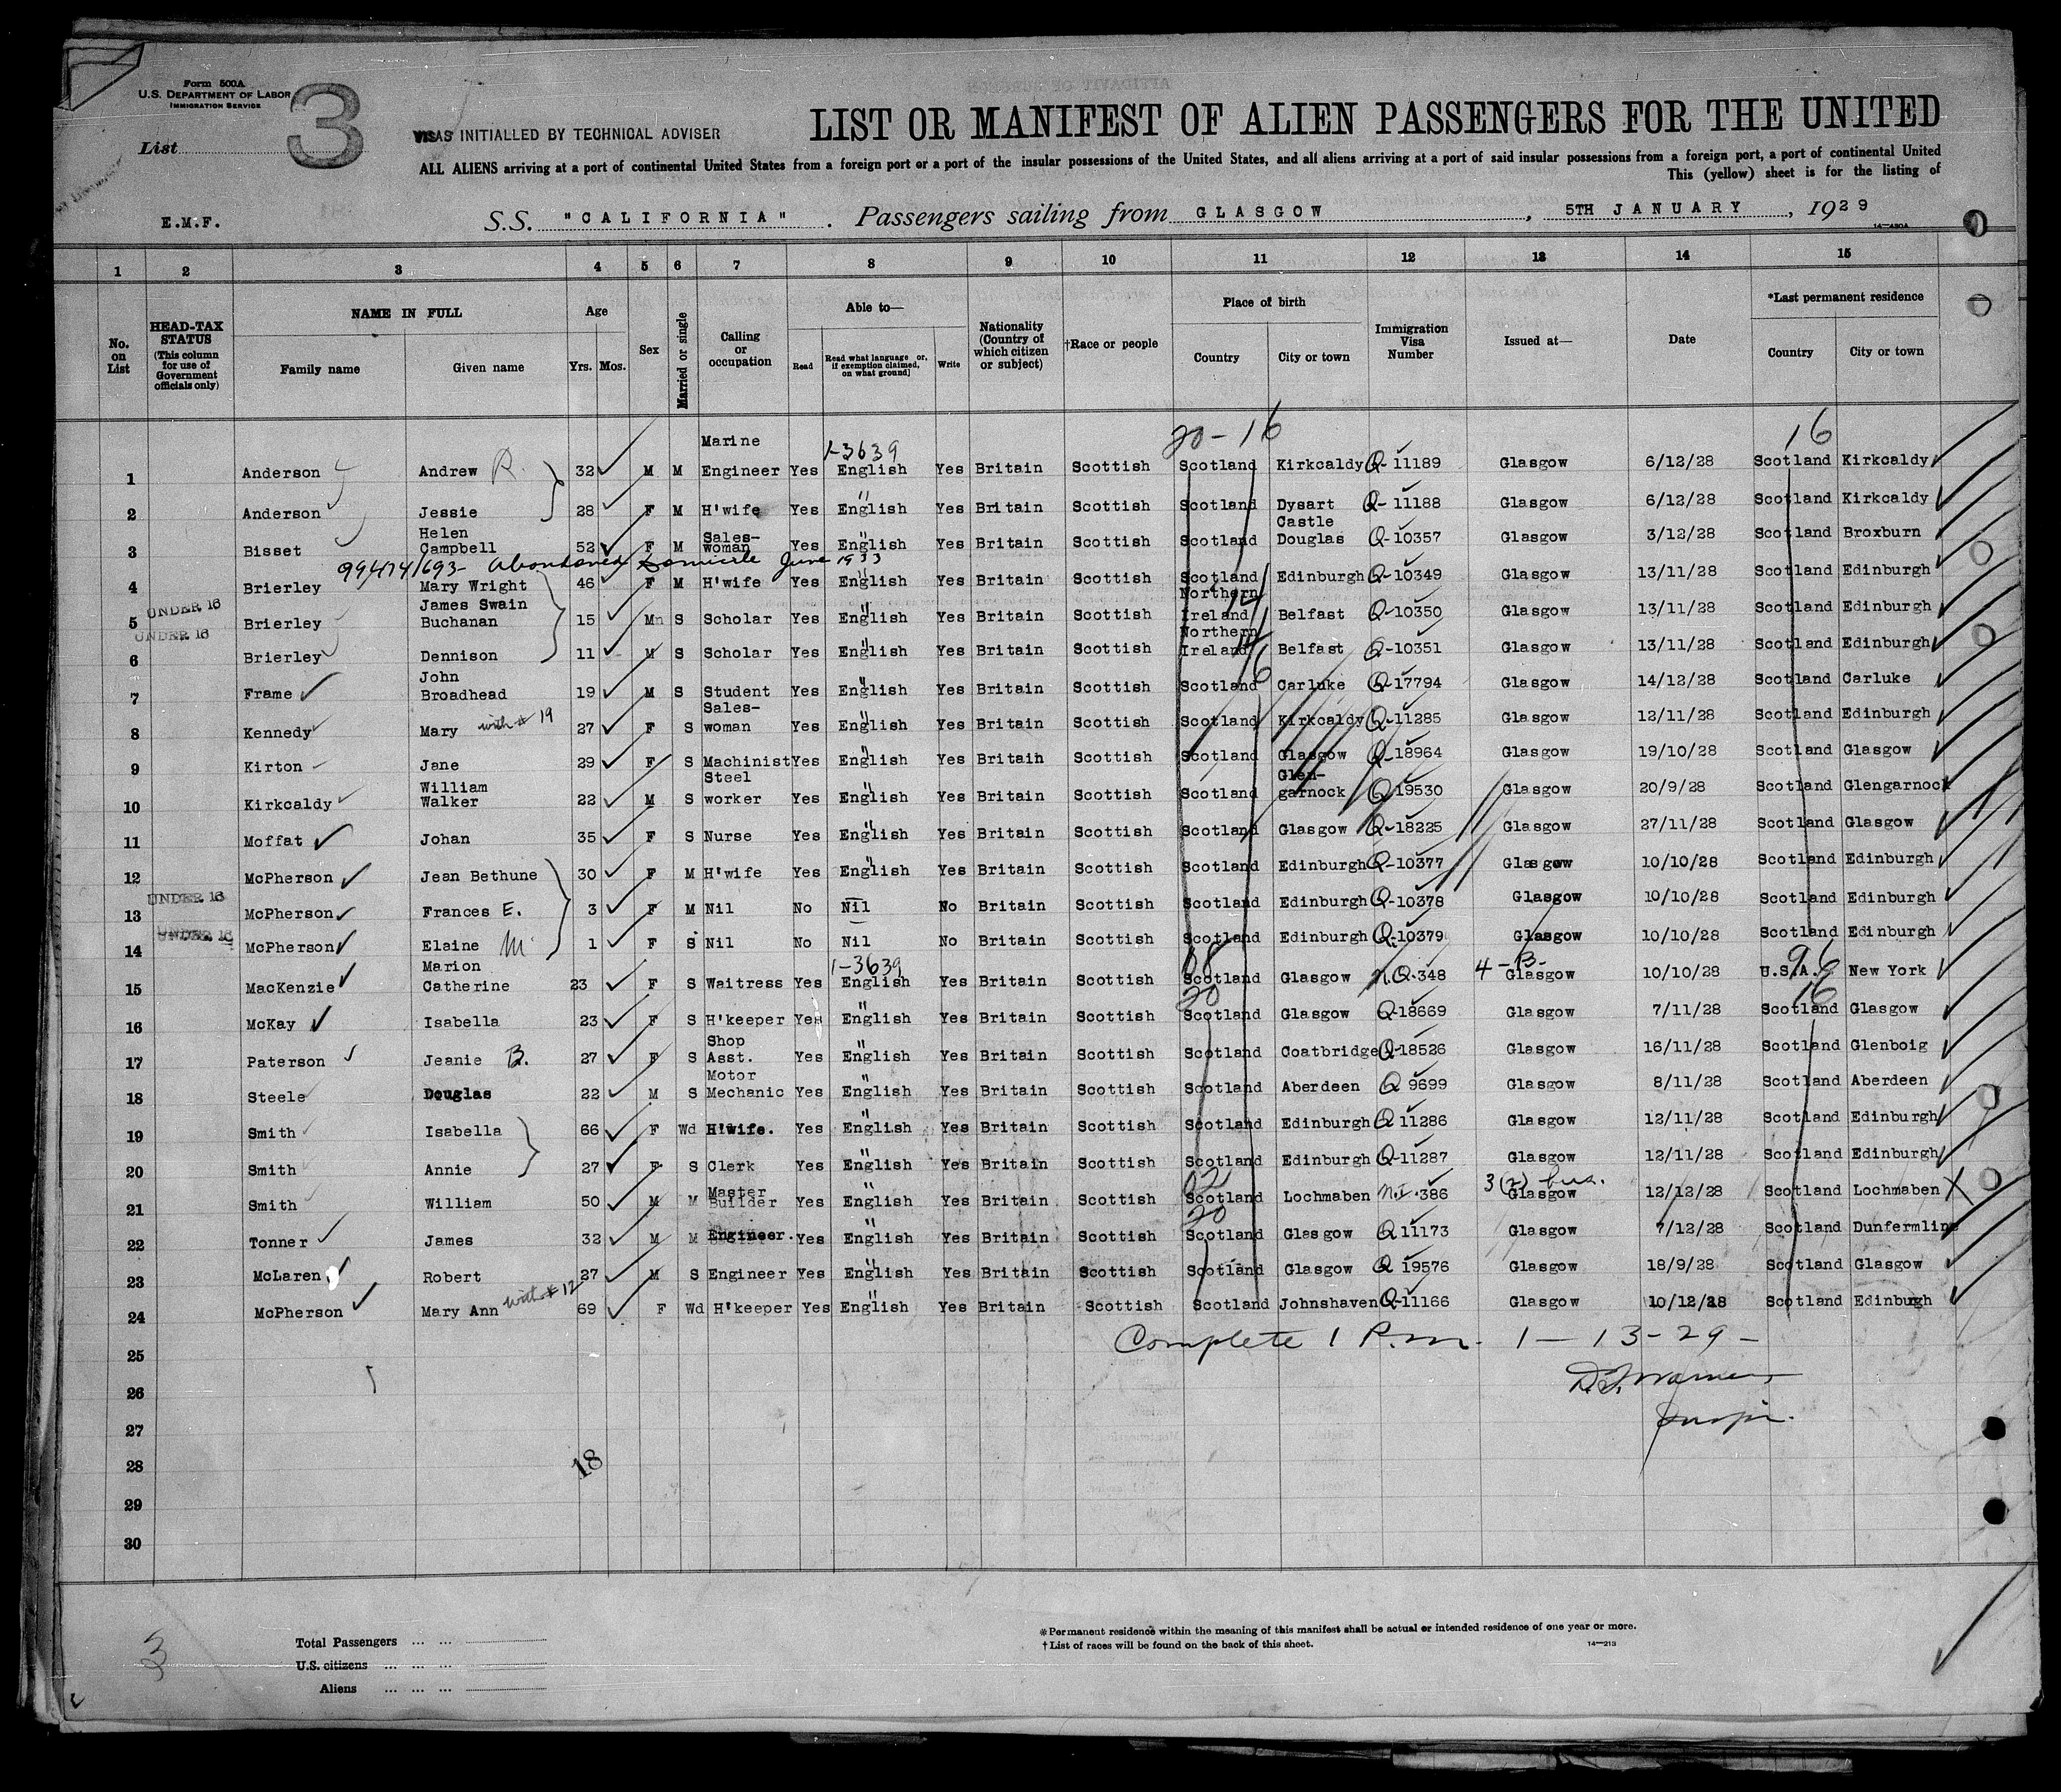 Form 500A
U.S. DEPARTMENT OF LABOR
IMMIGRATION SERVICE
List 3
VISAS INITIALLED BY TECHNICAL ADVISER
LIST OR MANIFEST OF ALIEN PASSENGERS FOR THE UNITED
ALL ALIENS arriving at a port of continental United States from a foreign port or a port of the insular possessions of the United States, and all aliens arriving at a port of said insular possessions from a foreign port, a port of continental United
This (yellow) sheet is for the listing of
E.M.F. S.S. "CALIFORNIA" . Passengers sailing from GLASGOW , 5TH JANUARY , 1929
14—480A
1 2 3 4 5 6 7 8 9 10 11 12 13 14 15
No. on List
HEAD-TAX STATUS (This column for use of Government officials only)
NAME IN FULL Family name Given name
Age Yrs. Mos.
Sex
Married or single
Calling or occupation
Able to— Read Read what language or, if exemption claimed, on what ground] Write
Nationality (Country of which citizen or subject)
†Race or people
Place of birth Country City or town
Immigration Visa Number
Issued at—
Date
*Last permanent residence Country City or town
20-16 16
1-3639
1 Anderson Andrew R. 32 M M Marine Engineer Yes English Yes Britain Scottish Scotland Kirkcaldy Q-11189 Glasgow 6/12/28 Scotland Kirkcaldy
2 Anderson Jessie 28 F M H'wife Yes English Yes Britain Scottish Scotland Dysart Q-11188 Glasgow 6/12/28 Scotland Kirkcaldy
3 Bisset Helen Campbell 52 F M Sales-woman Yes English Yes Britain Scottish Scotland Castle Douglas Q-10357 Glasgow 3/12/28 Scotland Broxburn
Abandoned Domicile June 1933
4 Brierley Mary Wright 46 F M H'wife Yes English Yes Britain Scottish Scotland Edinburgh Q-10349 Glasgow 13/11/28 Scotland Edinburgh
UNDER 16
5 Brierley James Swain Buchanan 15 M S Scholar Yes English Yes Britain Scottish Northern Ireland Belfast Q-10350 Glasgow 13/11/28 Scotland Edinburgh
UNDER 16
6 Brierley Dennison 11 M S Scholar Yes English Yes Britain Scottish Northern Ireland Belfast Q-10351 Glasgow 13/11/28 Scotland Edinburgh
7 Frame John Broadhead 19 M S Student Yes English Yes Britain Scottish Scotland Carluke Q-17794 Glasgow 14/12/28 Scotland Carluke
8 Kennedy Mary with # 19 27 F S Sales-woman Yes English Yes Britain Scottish Scotland Kirkcaldy Q-11285 Glasgow 12/11/28 Scotland Edinburgh
9 Kirton Jane 29 F S Machinist Yes English Yes Britain Scottish Scotland Glasgow Q-18964 Glasgow 19/10/28 Scotland Glasgow
10 Kirkcaldy William Walker 22 M S Steel worker Yes English Yes Britain Scottish Scotland Glen-garnock Q 19530 Glasgow 20/9/28 Scotland Glengarnock
11 Moffat Johan 35 F S Nurse Yes English Yes Britain Scottish Scotland Glasgow Q-18225 Glasgow 27/11/28 Scotland Glasgow
12 McPherson Jean Bethune 30 F M H'wife Yes English Yes Britain Scottish Scotland Edinburgh Q-10377 Glasgow 10/10/28 Scotland Edinburgh
UNDER 16
13 McPherson Frances E. 3 F M Nil No Nil No Britain Scottish Scotland Edinburgh Q-10378 Glasgow 10/10/28 Scotland Edinburgh
UNDER 16
14 McPherson Elaine M 1 F S Nil No Nil No Britain Scottish Scotland Edinburgh Q-10379 Glasgow 10/10/28 Scotland Edinburgh
1-3639 4-B- 96
15 MacKenzie Marion Catherine 23 F S Waitress Yes English Yes Britain Scottish Scotland Glasgow N.Q.348 Glasgow 10/10/28 U.S.A. New York
20 16
16 McKay Isabella 23 F S H'keeper Yes English Yes Britain Scottish Scotland Glasgow Q-18669 Glasgow 7/11/28 Scotland Glasgow
17 Paterson Jeanie B. 27 F S Shop Asst. Yes English Yes Britain Scottish Scotland Coatbridge Q-18526 Glasgow 16/11/28 Scotland Glenboig
18 Steele Douglas 22 M S Motor Mechanic Yes English Yes Britain Scottish Scotland Aberdeen Q 9699 Glasgow 8/11/28 Scotland Aberdeen
19 Smith Isabella 66 F Wd H'wife. Yes English Yes Britain Scottish Scotland Edinburgh Q 11286 Glasgow 12/11/28 Scotland Edinburgh
20 Smith Annie 27 F S Clerk Yes English Yes Britain Scottish Scotland Edinburgh Q-11287 Glasgow 12/11/28 Scotland Edinburgh
02 3(2) bus.
21 Smith William 50 M M Master Builder Yes English Yes Britain Scottish Scotland Lochmaben 386 Glasgow 12/12/28 Scotland Lochmaben
20
22 Tonner James 32 M M Engineer. Yes English Yes Britain Scottish Scotland Glasgow Q 11173 Glasgow 7/12/28 Scotland Dunfermline
23 McLaren Robert 27 M S Engineer Yes English Yes Britain Scottish Scotland Glasgow Q 19576 Glasgow 18/9/28 Scotland Glasgow
24 McPherson Mary Ann with # 12 69 F Wd H'keeper Yes English Yes Britain Scottish Scotland Johnshaven Q-11166 Glasgow 10/12/28 Scotland Edinburgh
Complete 1 P.m. 1-13-29-
25
26
27
28
18
29
30
3
Total Passengers ... ...
U.S. citizens ... ... ...
Aliens ... ... ...
*Permanent residence within the meaning of this manifest shall be actual or intended residence of one year or more.
†List of races will be found on the back of this sheet. 14—213